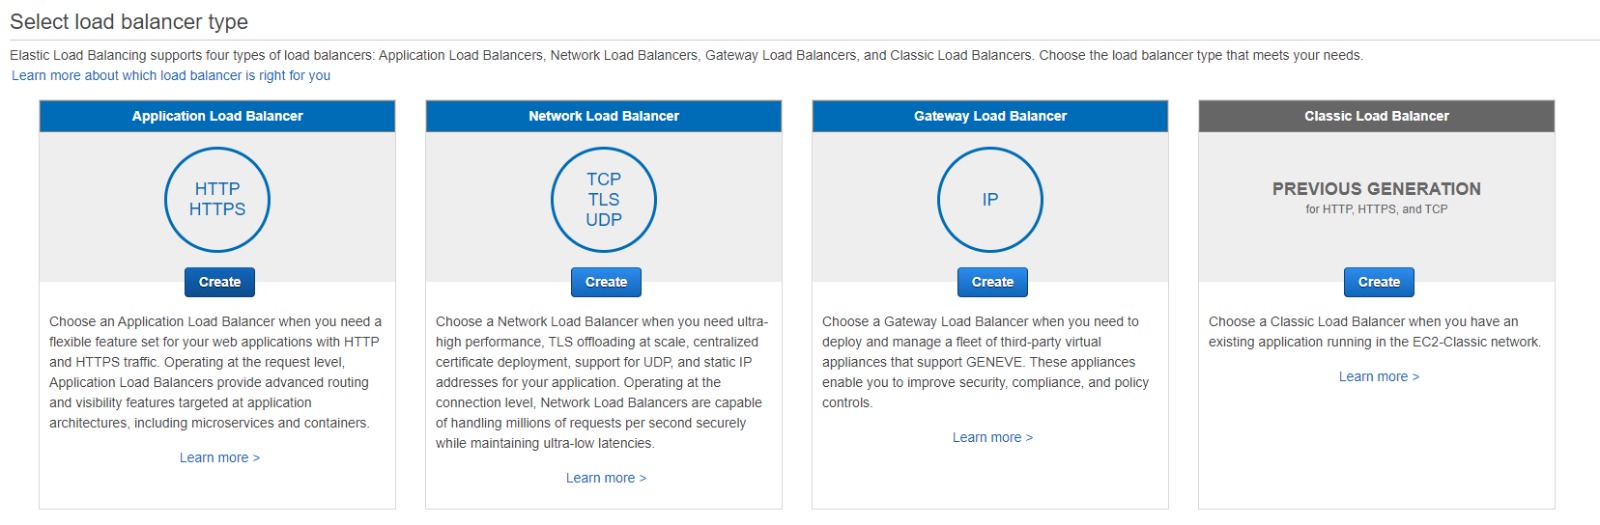 Select load balancer type
Elastic Load Balancing supports four types of load balancers: Application Load Balancers, Network Load Balancers, Gateway Load Balancers, and Classic Load Balancers. Choose the load balancer type that meets your needs.
Learn more about which load balancer is right for you
Application Load Balancer
HTTP
HTTPS
Create
Choose an Application Load Balancer when you need a
flexible feature set for your web applications with HTTP
and HTTPS traffic. Operating at the request level,
Application Load Balancers provide advanced routing
and visibility features targeted at application
architectures, including microservices and containers.
Learn more >
Network Load Balancer
TCP
TLS
UDP
Create
Choose a Network Load Balancer when you need ultra-
high performance, TLS offloading at scale, centralized
certificate deployment, support for UDP, and static IP
addresses for your application. Operating at the
connection level, Network Load Balancers are capable
of handling millions of requests per second securely
while maintaining ultra-low latencies.
Learn more >
Gateway Load Balancer
IP
Create
Choose a Gateway Load Balancer when you need to
deploy and manage a fleet of third-party virtual
appliances that support GENEVE. These appliances
enable you to improve security, compliance, and policy
controls.
Learn more >
Classic Load Balancer
PREVIOUS GENERATION
for HTTP, HTTPS, and TCP
Create
Choose a Classic Load Balancer when you have an
existing application running in the EC2-Classic network.
Learn more >